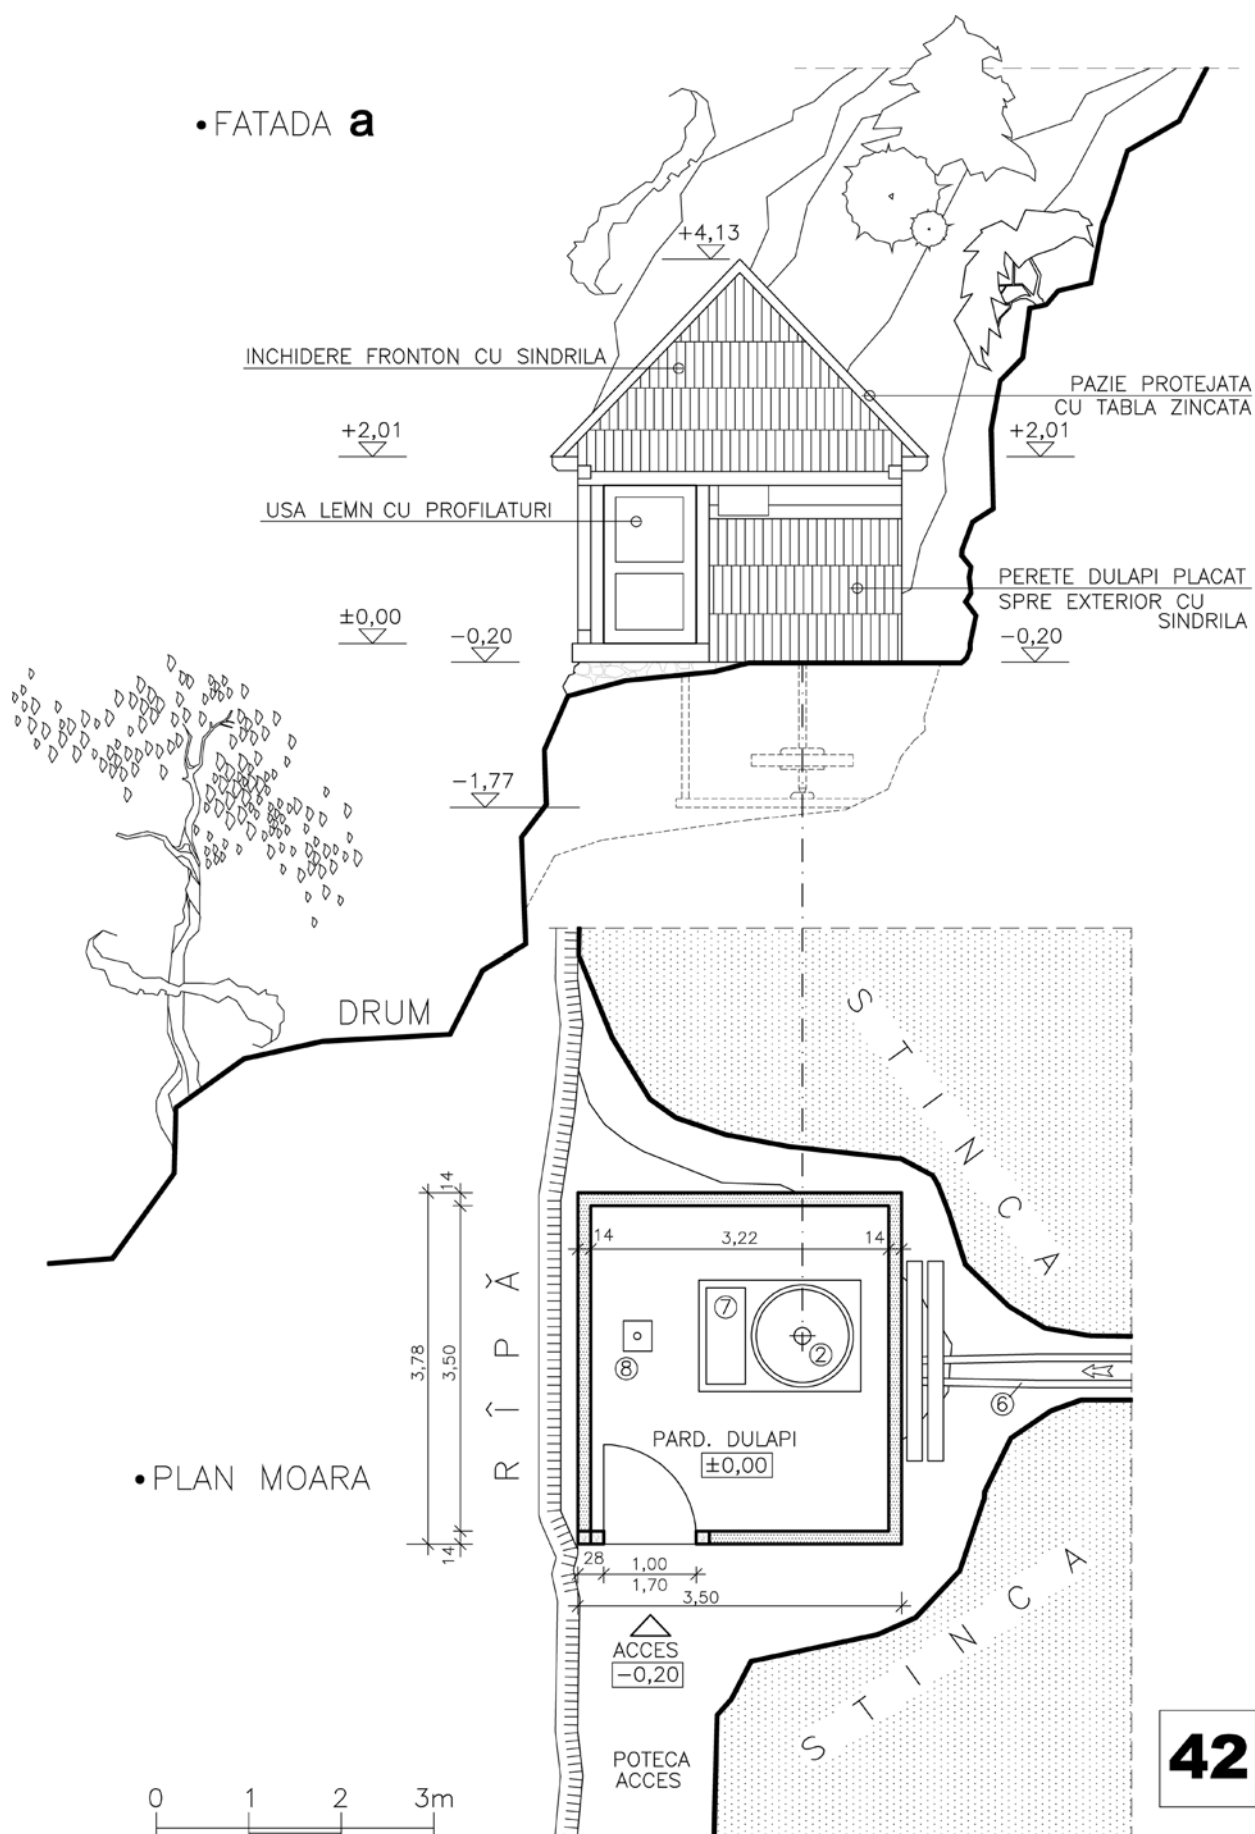 •FATADA a
+4,13
INCHIDERE FRONTON CU SINDRILA
PAZIE PROTEJATA
CU TABLA ZINCATA
+2,01
+2,01
USA LEMN CU PROFILATURI
PERETE DULAPI PLACAT
SPRE EXTERIOR CU
SINDRILA
±0,00
−0,20
−0,20
−1,77
DRUM
STINCA
14
14
3,22
14
RÎPĂ
3,78
3,50
7
2
8
6
PARD. DULAPI
±0,00
•PLAN MOARA
14
28
1,00
1,70
3,50
ACCES
−0,20
STINCA
POTECA
ACCES
42
0 1 2 3m